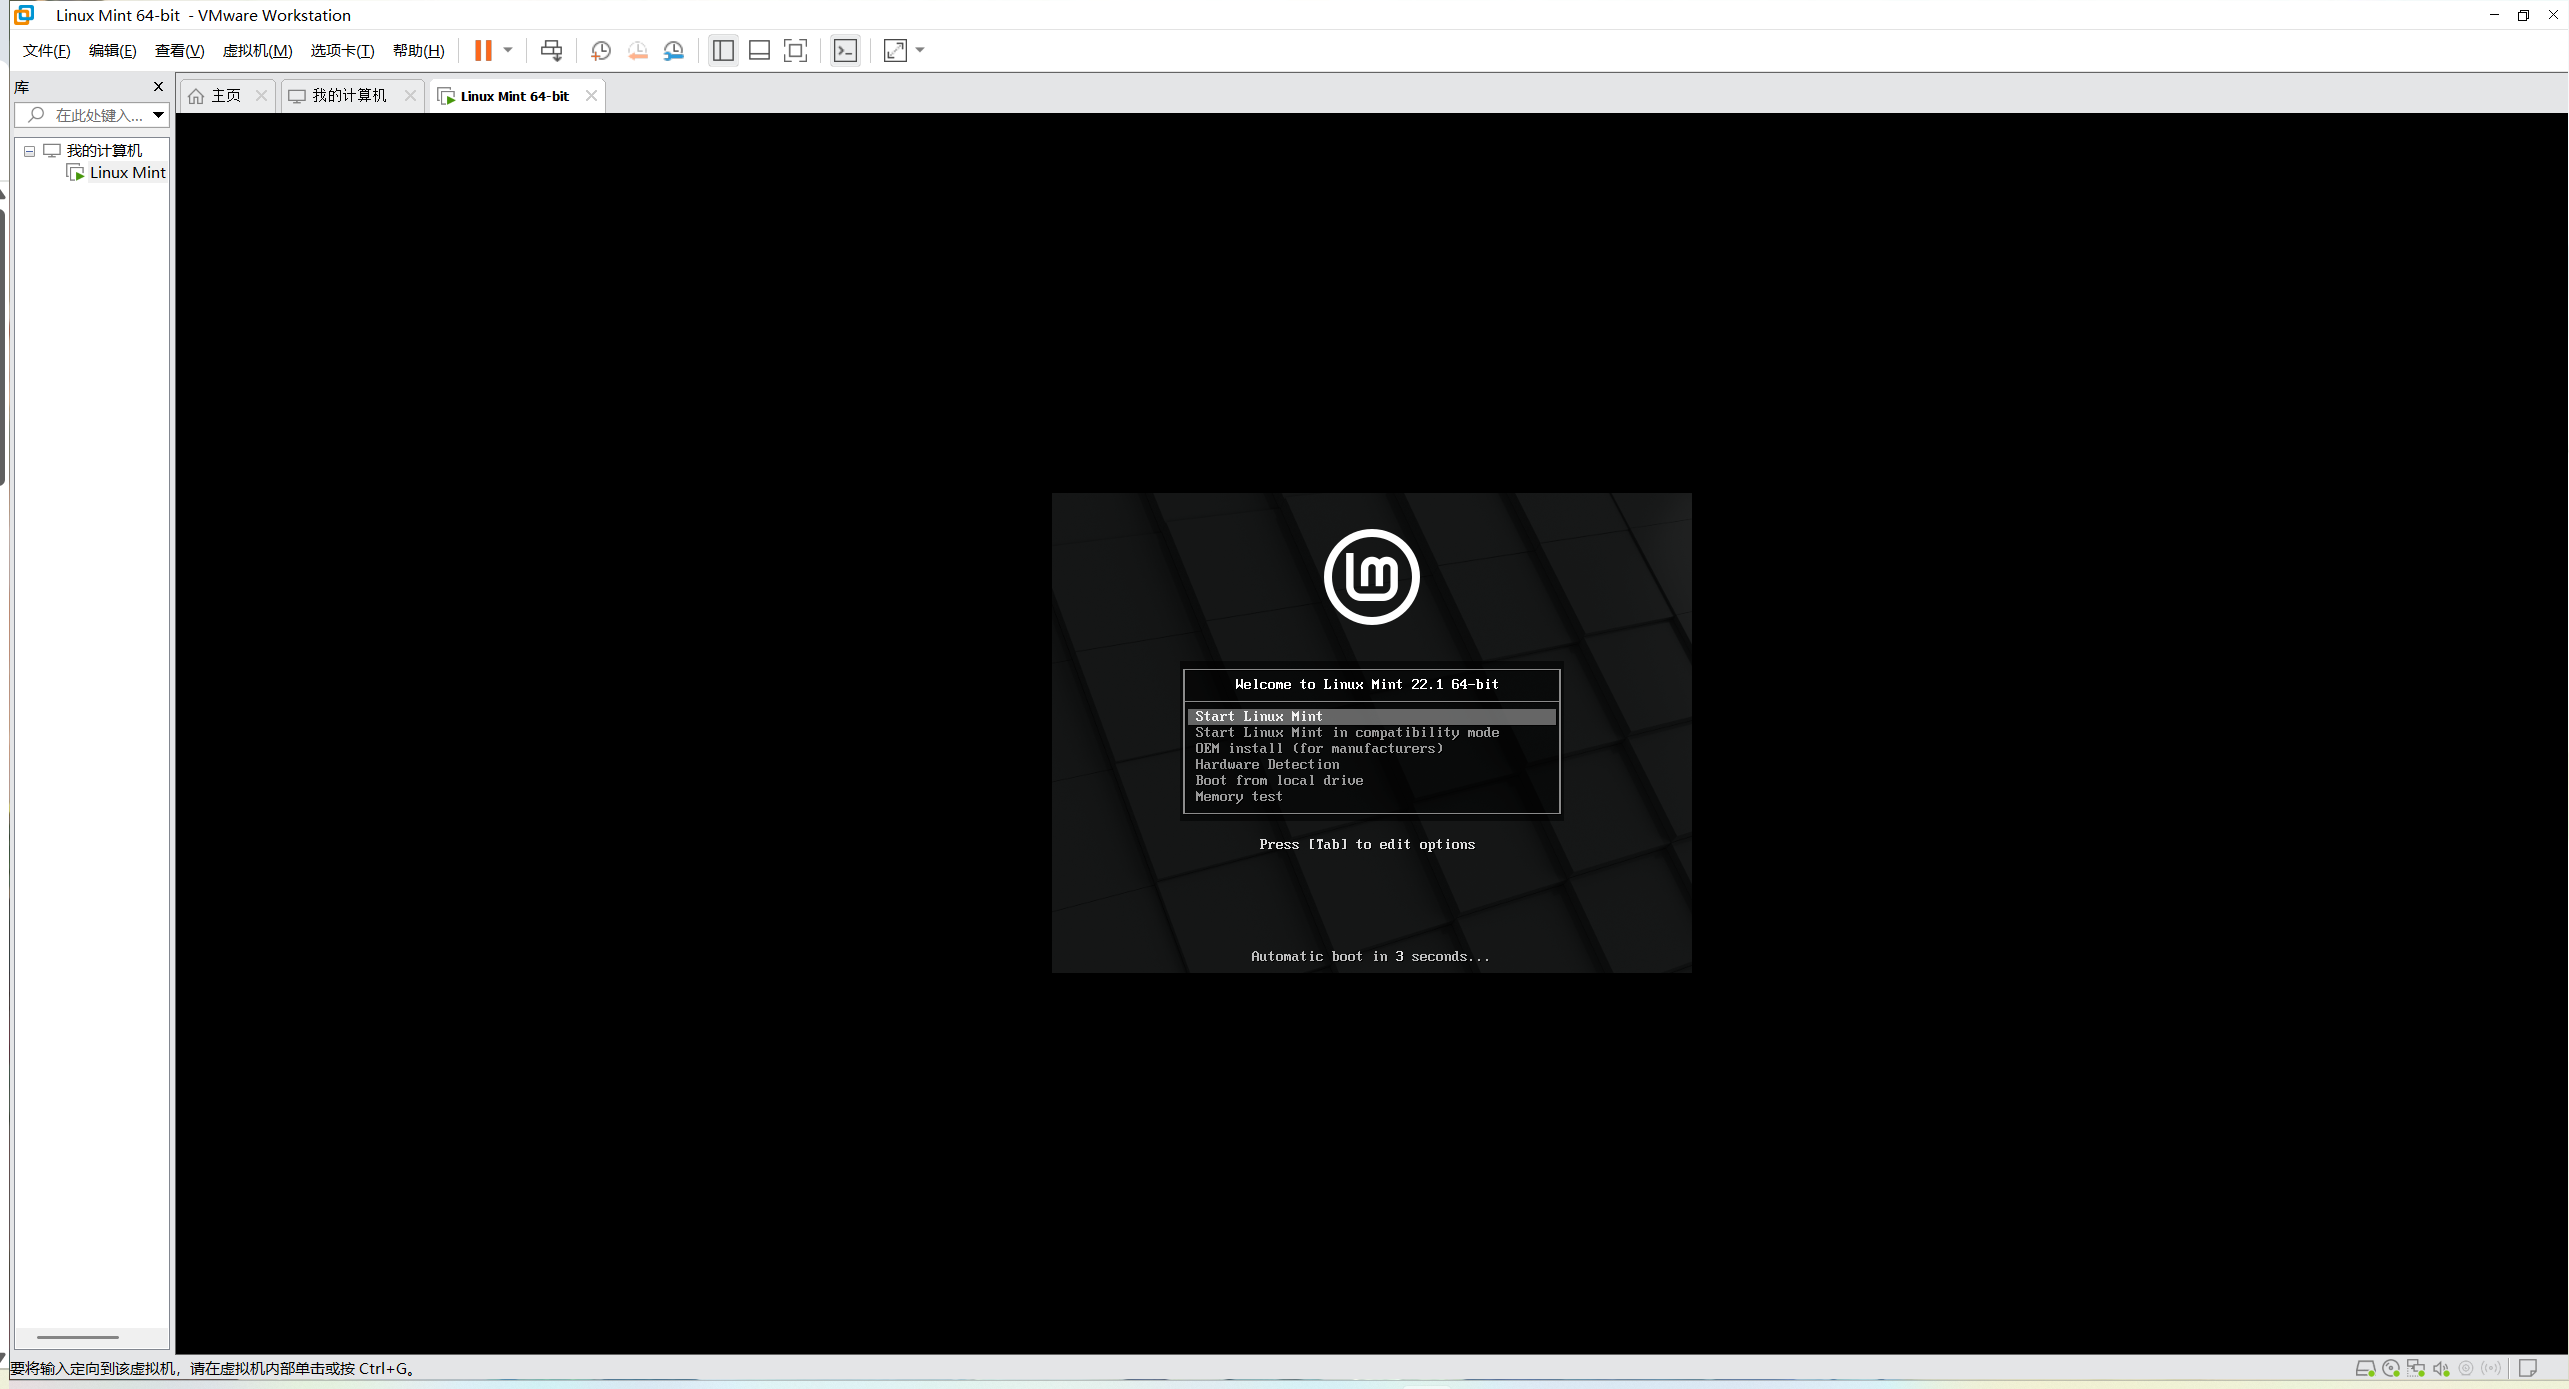 Linux Mint 64-bit - VMware Workstation
文件(F) 编辑(E) 查看(V) 虚拟机(M) 选项卡(T) 帮助(H)
库
主页 我的计算机 Linux Mint 64-bit
在此处键入...
我的计算机
Linux Mint
lm
Welcome to Linux Mint 22.1 64-bit
Start Linux Mint
Start Linux Mint in compatibility mode
OEM install (for manufacturers)
Hardware Detection
Boot from local drive
Memory test
Press [Tab] to edit options
Automatic boot in 3 seconds...
要将输入定向到该虚拟机，请在虚拟机内部单击或按 Ctrl+G。